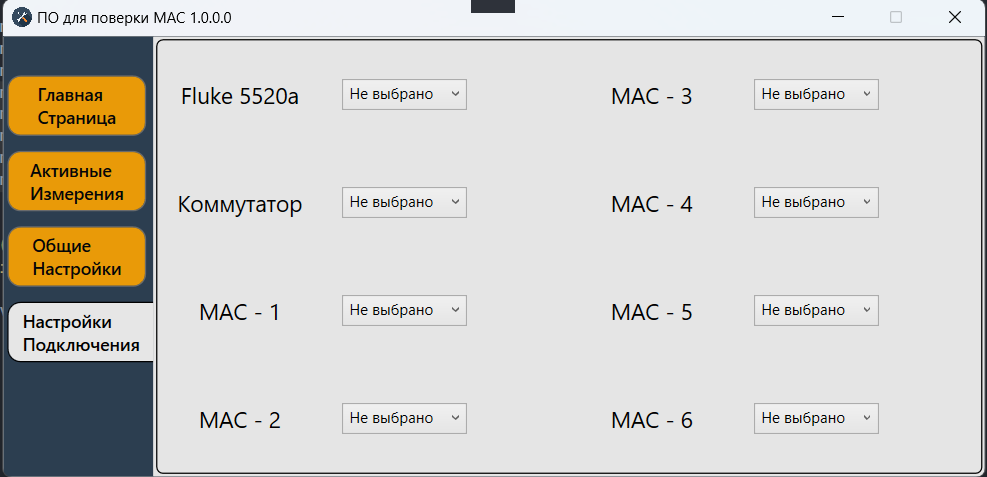 ПО для поверки МАС 1.0.0.0
Главная
Страница
Активные
Измерения
Общие
Настройки
Настройки
Подключения
Fluke 5520a Не выбрано
МАС - 3 Не выбрано
Коммутатор Не выбрано
МАС - 4 Не выбрано
МАС - 1 Не выбрано
МАС - 5 Не выбрано
МАС - 2 Не выбрано
МАС - 6 Не выбрано